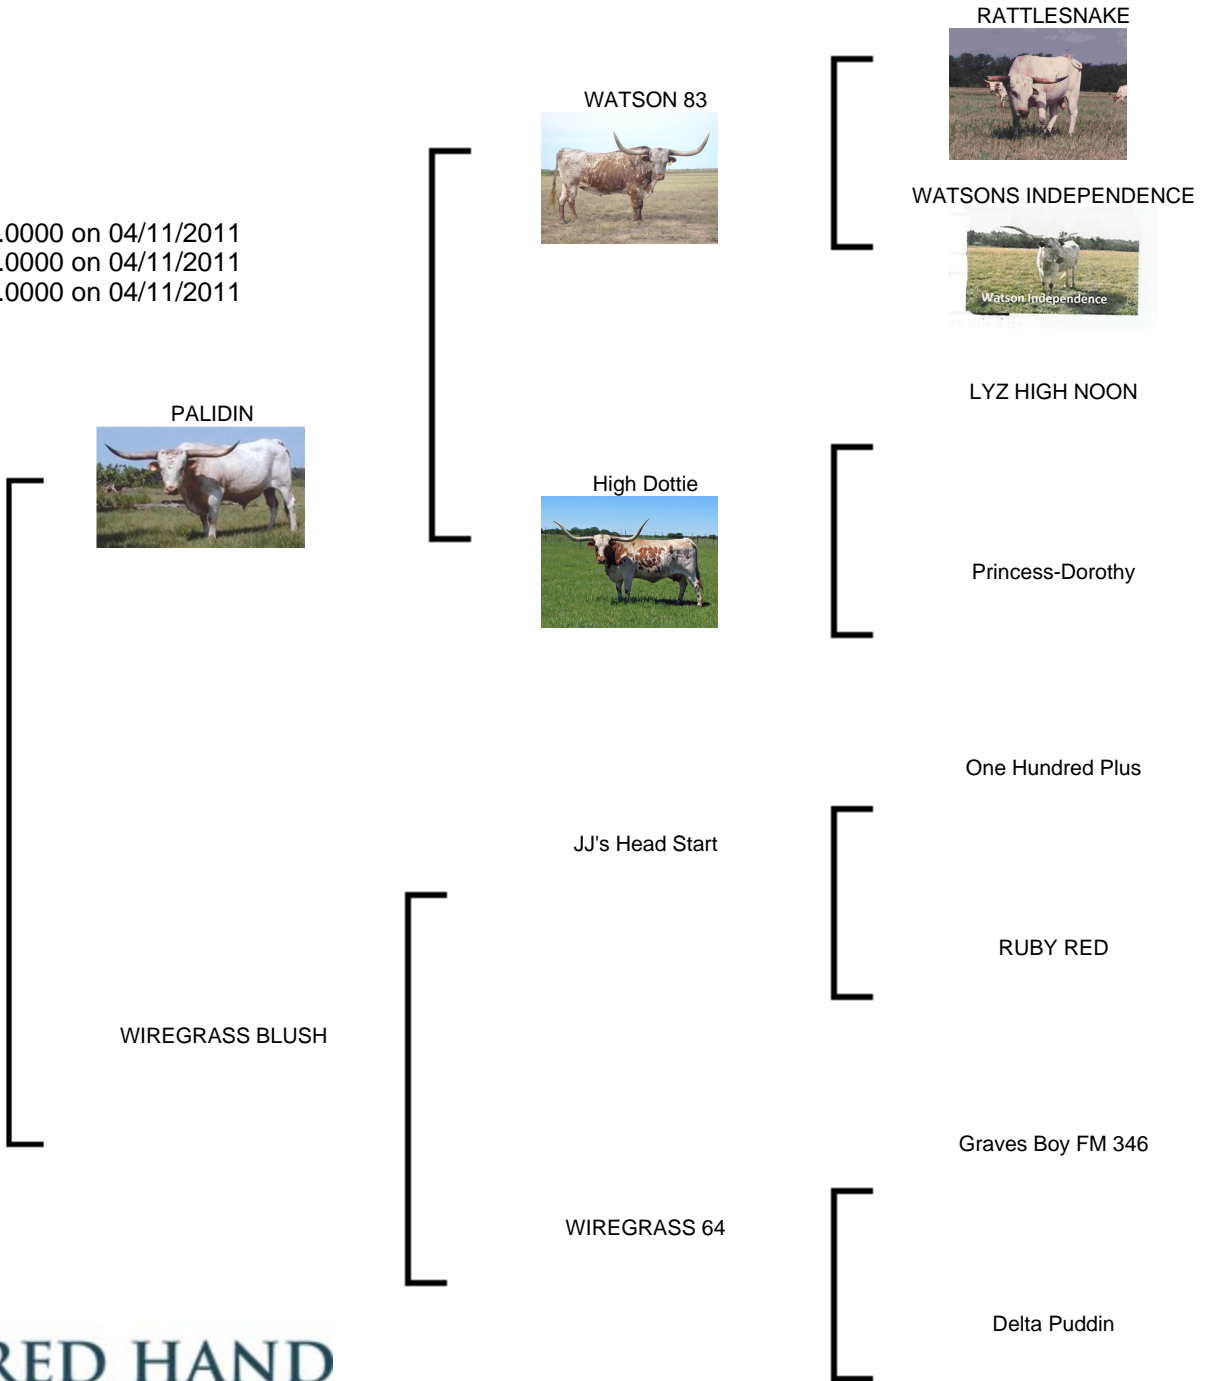 RATTLESNAKE
WATSON 83
WATSONS INDEPENDENCE
.0000 on 04/11/2011
.0000 on 04/11/2011
.0000 on 04/11/2011
Watson Independence
LYZ HIGH NOON
PALIDIN
High Dottie
Princess-Dorothy
One Hundred Plus
JJ's Head Start
RUBY RED
WIREGRASS BLUSH
Graves Boy FM 346
WIREGRASS 64
Delta Puddin
RED HAND